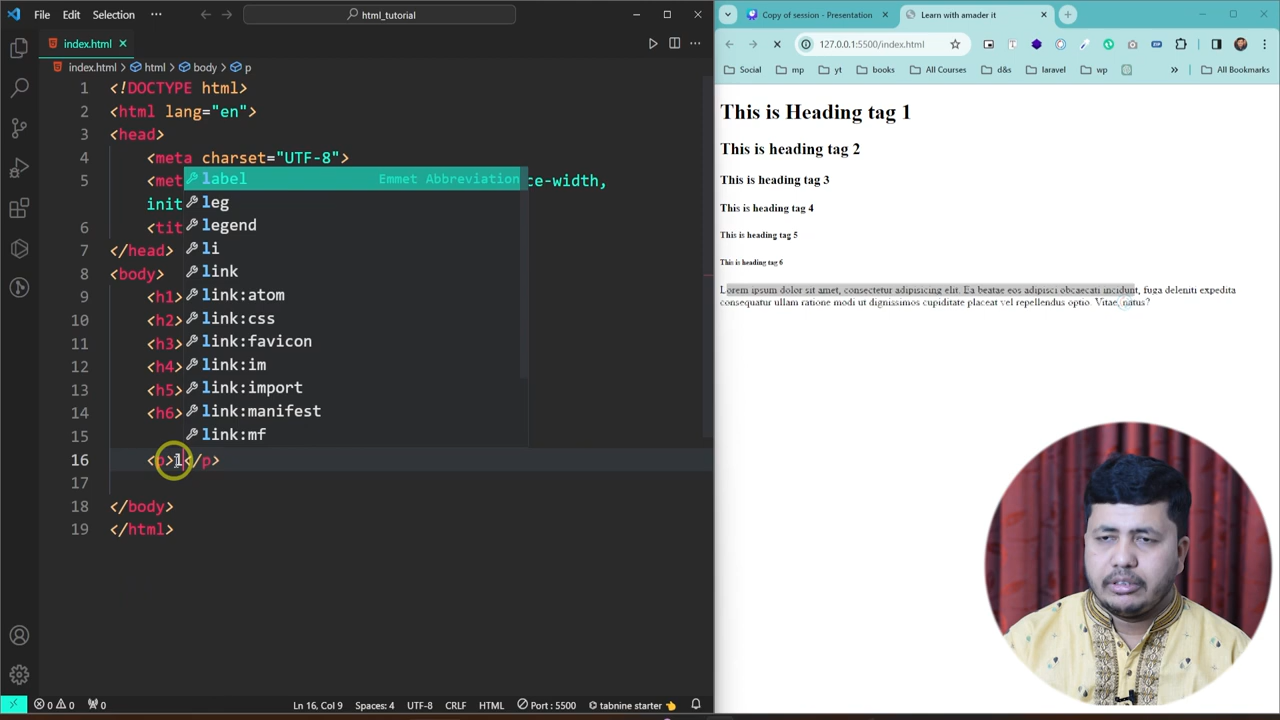 File Edit Selection ··· html_tutorial
index.html
index.html > html > body > p
1 <!DOCTYPE html>
2 <html lang="en">
3 <head>
4 <meta charset="UTF-8">
5 <met ce-width,
init
6 <tit
7 </head>
8 <body>
9 <h1>
10 <h2>
11 <h3>
12 <h4>
13 <h5>
14 <h6>
15
16 <p>l</p>
17
18 </body>
19 </html>
label Emmet Abbreviation
leg
legend
li
link
link:atom
link:css
link:favicon
link:im
link:import
link:manifest
link:mf
0 0 0 Ln 16, Col 9 Spaces: 4 UTF-8 CRLF HTML Port : 5500 tabnine starter
Copy of session - Presentation Learn with amader it
127.0.0.1:5500/index.html
Social mp yt books All Courses d&s laravel wp » All Bookmarks
This is Heading tag 1
This is heading tag 2
This is heading tag 3
This is heading tag 4
This is heading tag 5
This is heading tag 6
Lorem ipsum dolor sit amet, consectetur adipisicing elit. Ea beatae eos adipisci obcaecati incidunt, fuga deleniti expedita
consequatur ullam ratione modi ut dignissimos cupiditate placeat vel repellendus optio. Vitae, natus?